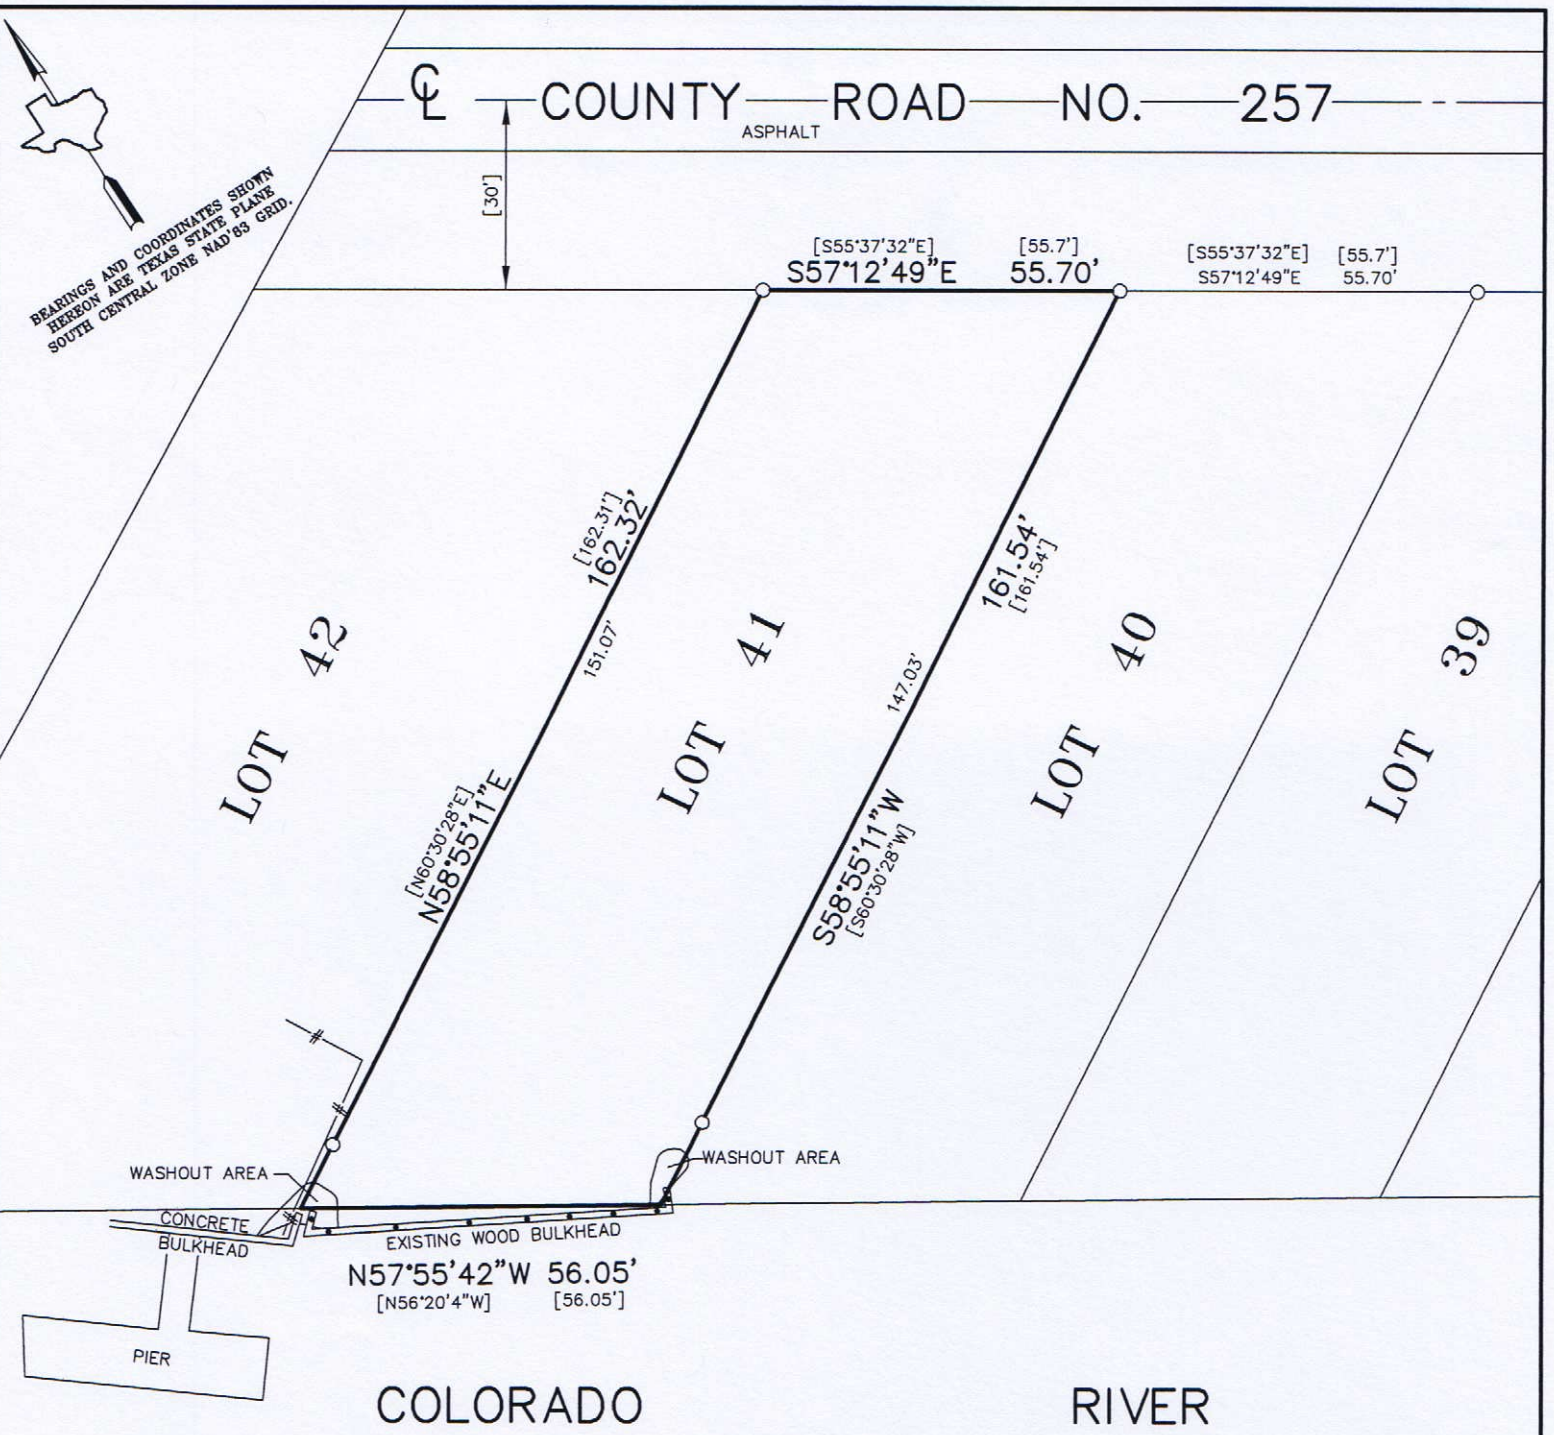 ℄ COUNTY ROAD NO. 257
ASPHALT
[30']
BEARINGS AND COORDINATES SHOWN
HEREON ARE TEXAS STATE PLANE
SOUTH CENTRAL ZONE NAD'83 GRID.
[S55°37'32"E] [55.7']
S57°12'49"E 55.70'
[S55°37'32"E] [55.7']
S57°12'49"E 55.70'
[162.31']
162.32'
151.07'
161.54'
[161.54']
147.03'
LOT 42
LOT 41
LOT 40
LOT 39
[N60°30'28"E]
N58°55'11"E
S58°55'11"W
[S60°30'28"W]
WASHOUT AREA
WASHOUT AREA
CONCRETE
BULKHEAD
EXISTING WOOD BULKHEAD
N57°55'42"W 56.05'
[N56°20'4"W] [56.05']
PIER
COLORADO RIVER